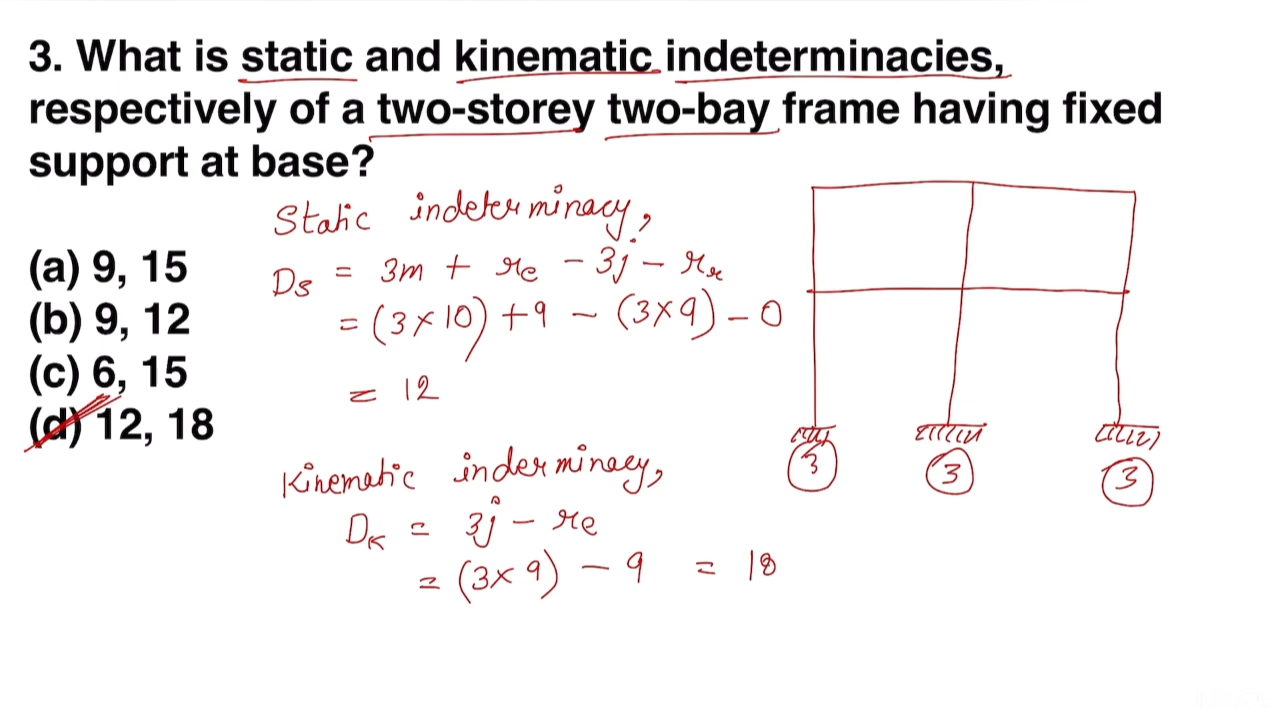 3. What is static and kinematic indeterminacies,
respectively of a two-storey two-bay frame having fixed
support at base?
Static indeterminacy,
(a) 9, 15
Ds = 3m + re - 3j - rr
(b) 9, 12
= (3×10) +9 - (3×9) - 0
(c) 6, 15
= 12
(d) 12, 18
Kinematic inderminacy,
DK = 3j - re
= (3×9) - 9 = 18
3 3 3